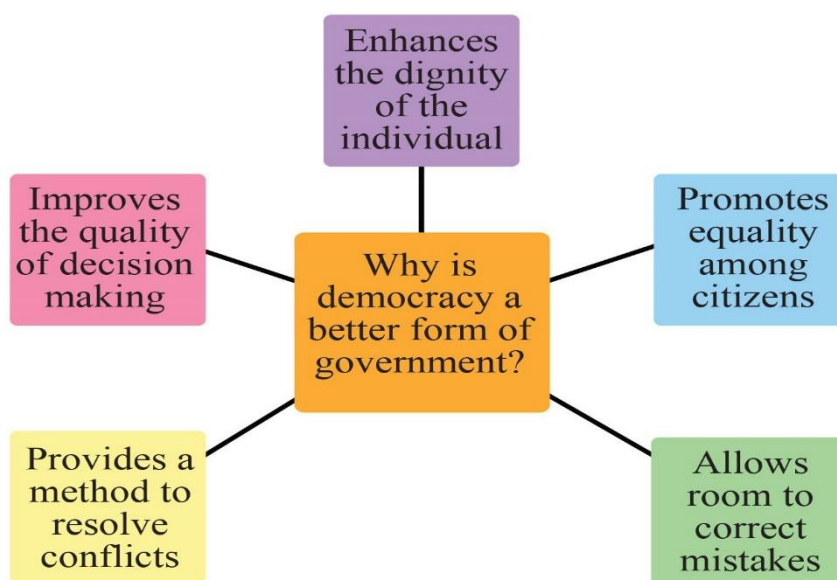 Enhances
the dignity
of the
individual
Improves
the quality
of decision
making
Promotes
equality
among
citizens
Why is
democracy a
better form of
government?
Provides a
method to
resolve
conflicts
Allows
room to
correct
mistakes